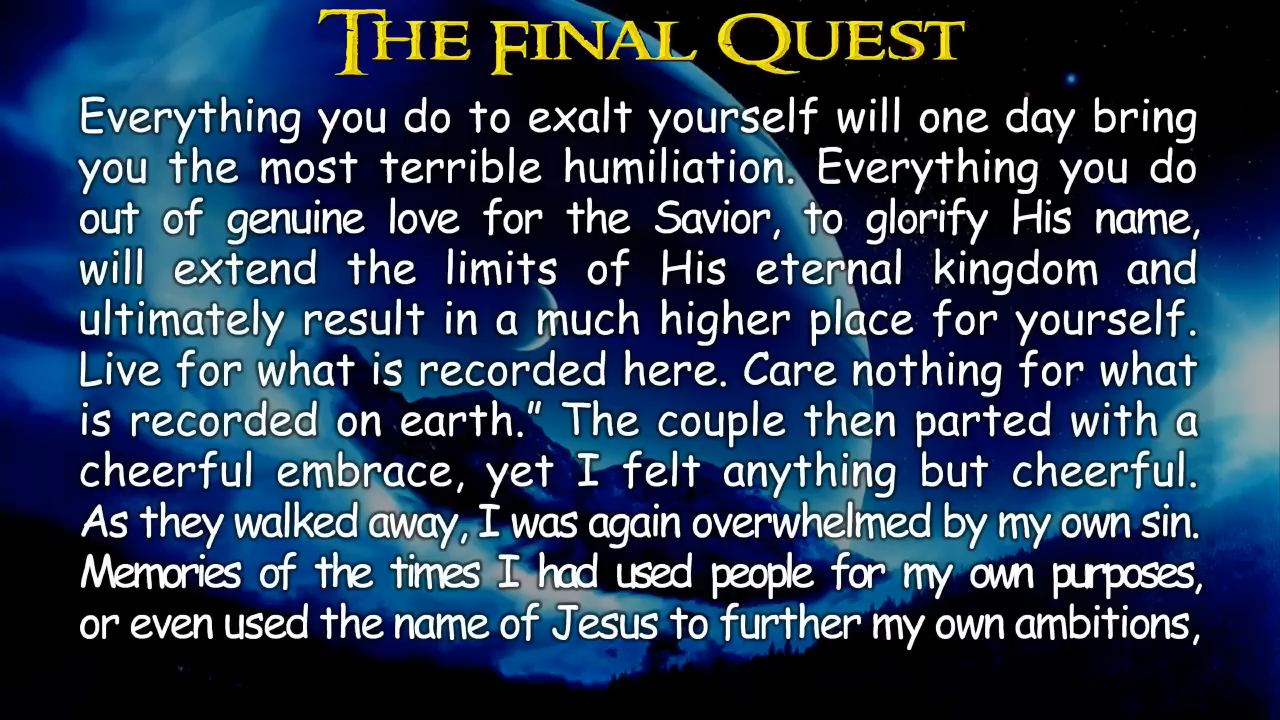 The Final Quest
Everything you do to exalt yourself will one day bring
you the most terrible humiliation. Everything you do
out of genuine love for the Savior, to glorify His name,
will extend the limits of His eternal kingdom and
ultimately result in a much higher place for yourself.
Live for what is recorded here. Care nothing for what
is recorded on earth.” The couple then parted with a
cheerful embrace, yet I felt anything but cheerful.
As they walked away, I was again overwhelmed by my own sin.
Memories of the times I had used people for my own purposes,
or even used the name of Jesus to further my own ambitions,